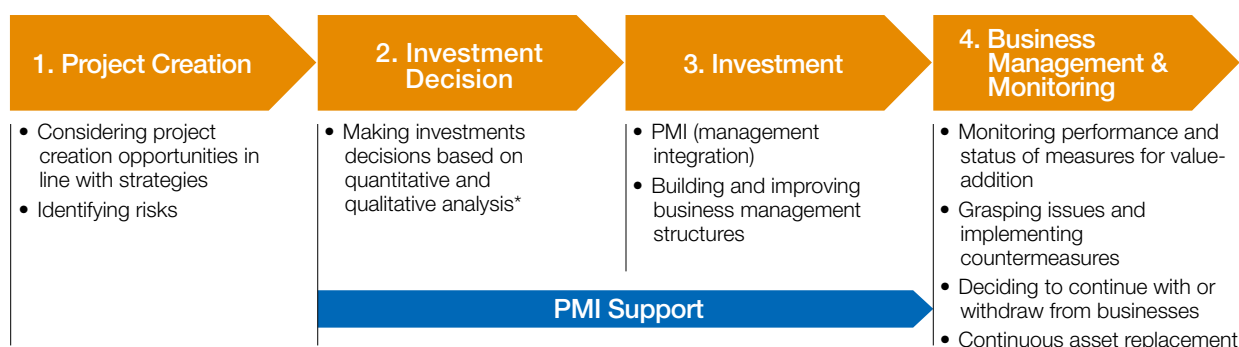 1. Project Creation
• Considering project
creation opportunities in
line with strategies
• Identifying risks
2. Investment
Decision
• Making investments
decisions based on
quantitative and
qualitative analysis*
3. Investment
• PMI (management
integration)
• Building and improving
business management
structures
4. Business
Management &
Monitoring
• Monitoring performance and
status of measures for value-
addition
• Grasping issues and
implementing
countermeasures
• Deciding to continue with or
withdraw from businesses
• Continuous asset replacement
PMI Support